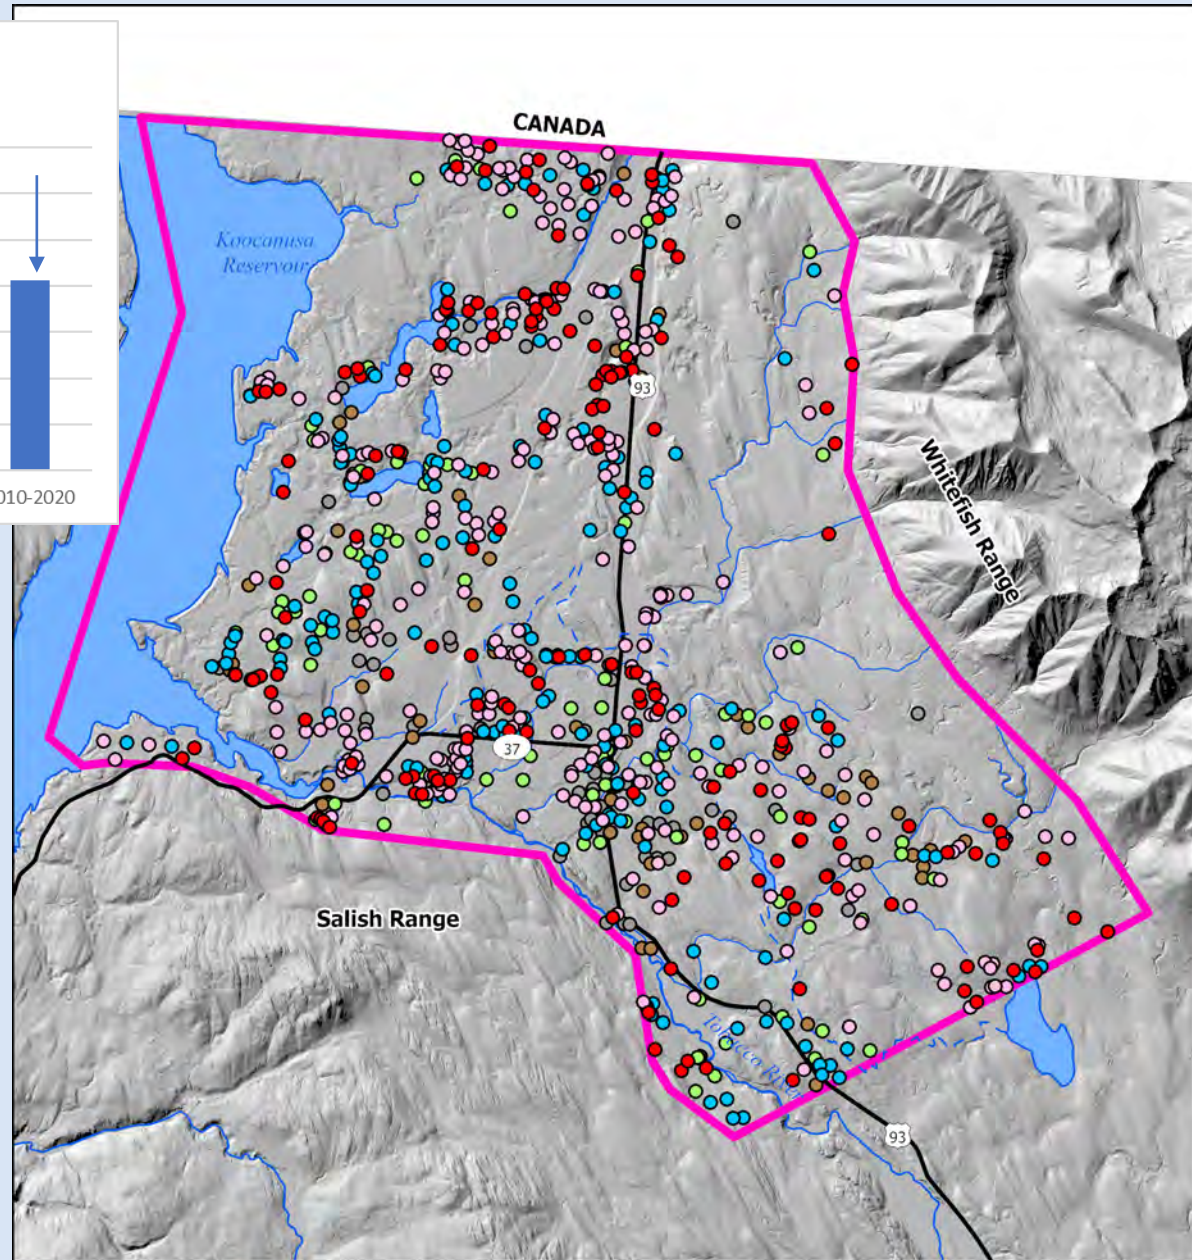 CANADA
Koocanusa
Reservoir
93
010-2020
Whitefish Range
37
Salish Range
Tobacco River
93